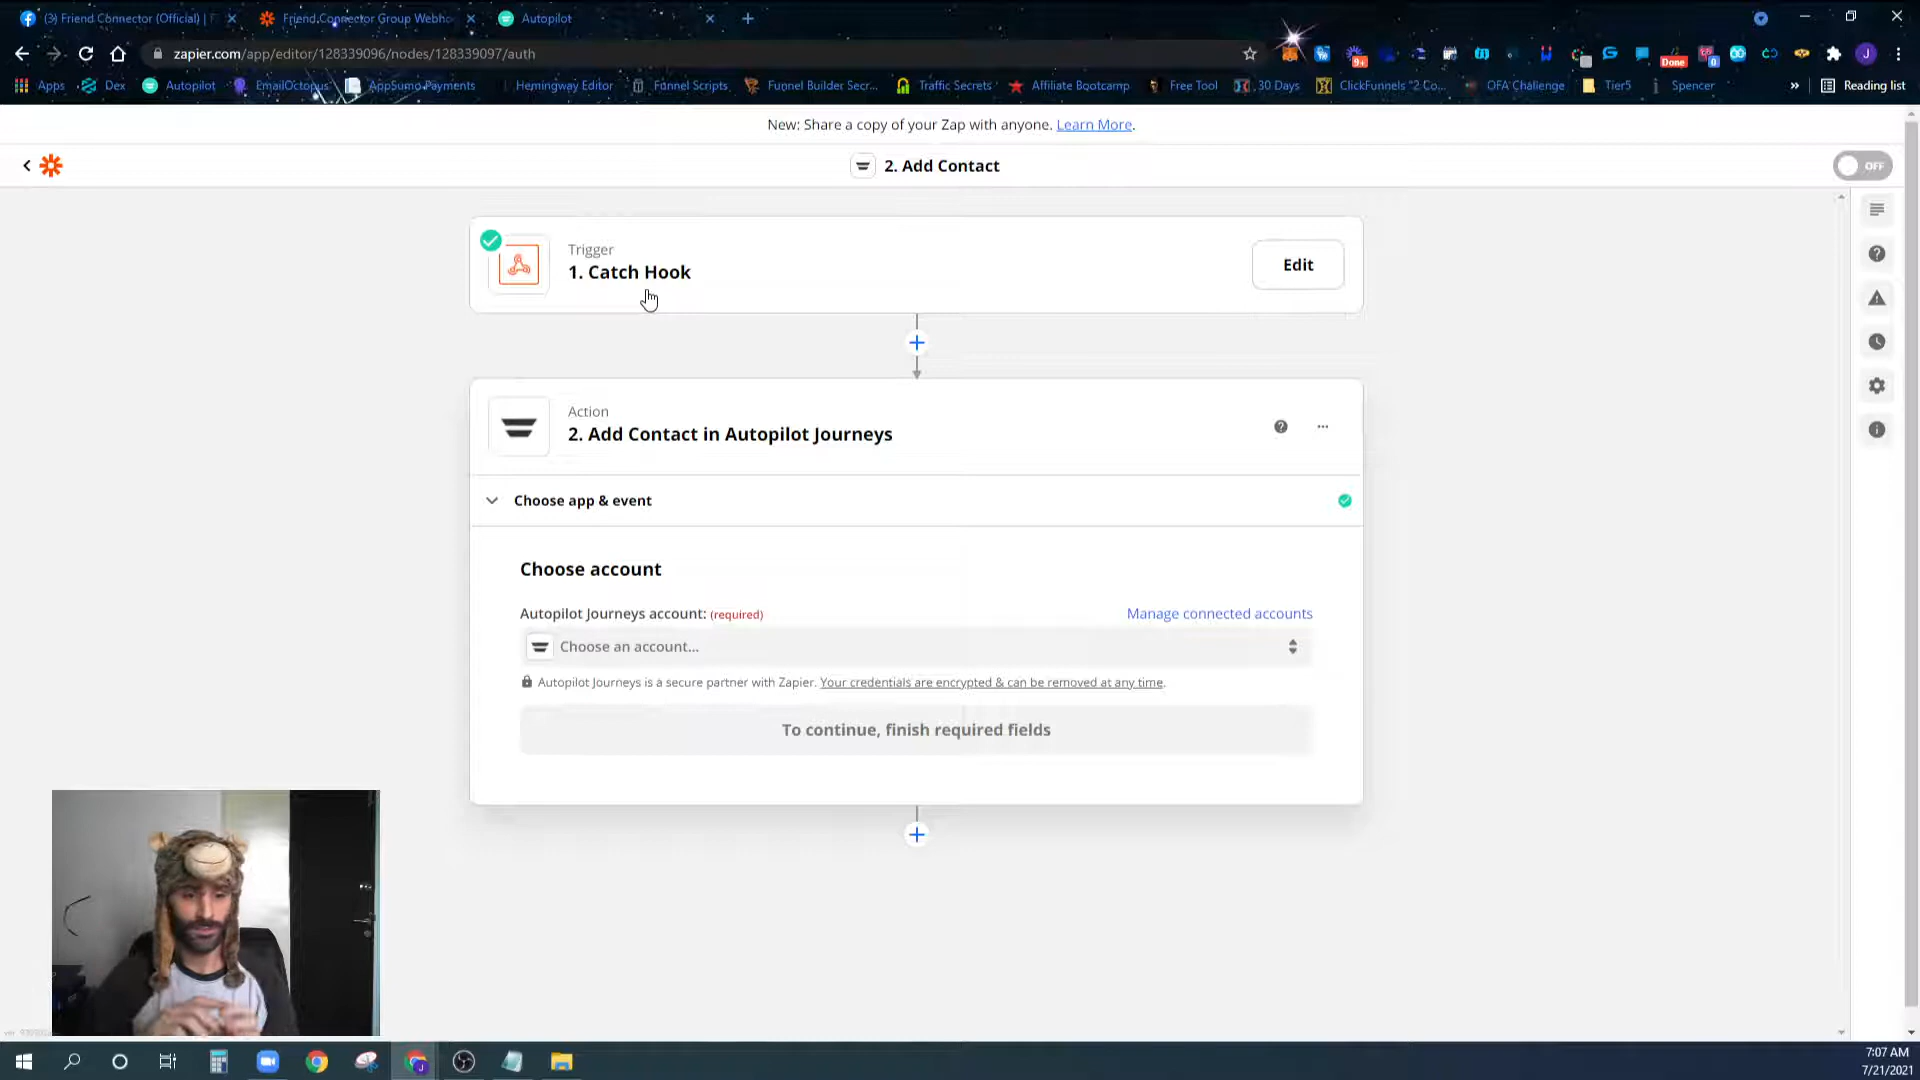 (3) Friend Connector (Official) | F
Friend Connector Group Webho
Autopilot
zapier.com/app/editor/128339096/nodes/128339097/auth
9+
Done
0
J
Apps
Dex
Autopilot
EmailOctopus
AppSumo Payments
Hemingway Editor
Funnel Scripts
Funnel Builder Secr...
Traffic Secrets
Affiliate Bootcamp
Free Tool
30 Days
ClickFunnels "2 Co...
OFA Challenge
Tier5
Spencer
»
Reading list
New: Share a copy of your Zap with anyone. Learn More.
2. Add Contact
OFF
Trigger
1. Catch Hook
Edit
Action
2. Add Contact in Autopilot Journeys
Choose app & event
Choose account
Autopilot Journeys account: (required)
Manage connected accounts
Choose an account...
Autopilot Journeys is a secure partner with Zapier. Your credentials are encrypted & can be removed at any time.
To continue, finish required fields
7:07 AM
7/21/2021